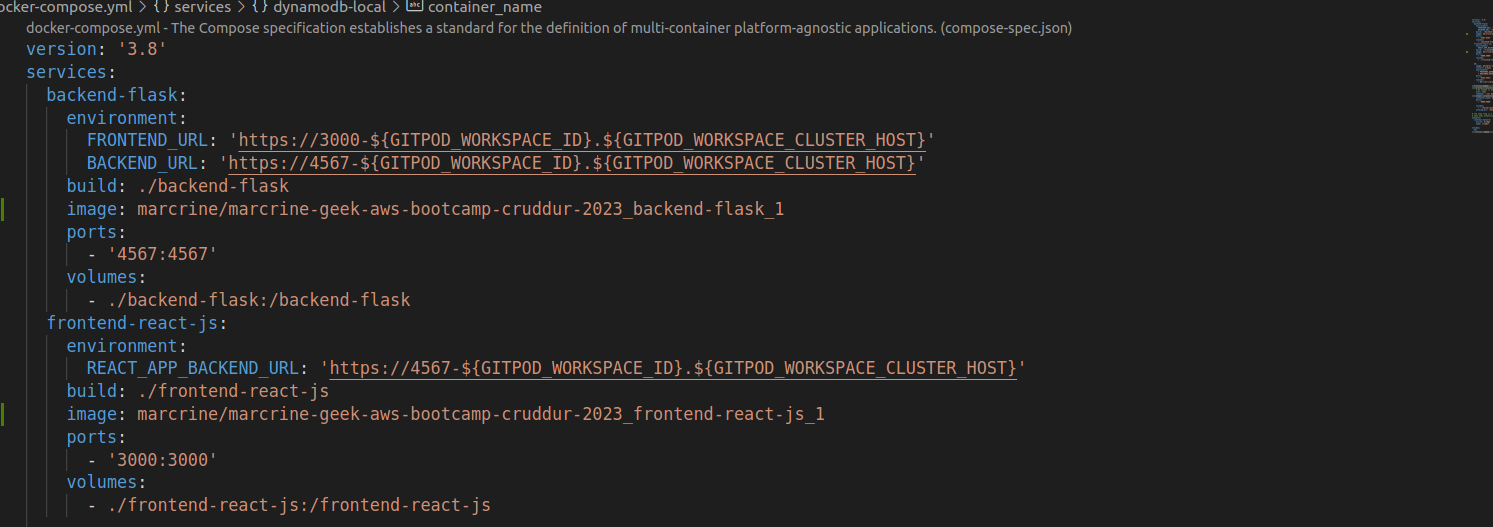 ocker-compose.yml > {} services > {} dynamodb-local > abc container_name
docker-compose.yml - The Compose specification establishes a standard for the definition of multi-container platform-agnostic applications. (compose-spec.json)
version: '3.8'
services:
  backend-flask:
    environment:
      FRONTEND_URL: 'https://3000-${GITPOD_WORKSPACE_ID}.${GITPOD_WORKSPACE_CLUSTER_HOST}'
      BACKEND_URL: 'https://4567-${GITPOD_WORKSPACE_ID}.${GITPOD_WORKSPACE_CLUSTER_HOST}'
    build: ./backend-flask
    image: marcrine/marcrine-geek-aws-bootcamp-cruddur-2023_backend-flask_1
    ports:
      - '4567:4567'
    volumes:
      - ./backend-flask:/backend-flask
  frontend-react-js:
    environment:
      REACT_APP_BACKEND_URL: 'https://4567-${GITPOD_WORKSPACE_ID}.${GITPOD_WORKSPACE_CLUSTER_HOST}'
    build: ./frontend-react-js
    image: marcrine/marcrine-geek-aws-bootcamp-cruddur-2023_frontend-react-js_1
    ports:
      - '3000:3000'
    volumes:
      - ./frontend-react-js:/frontend-react-js